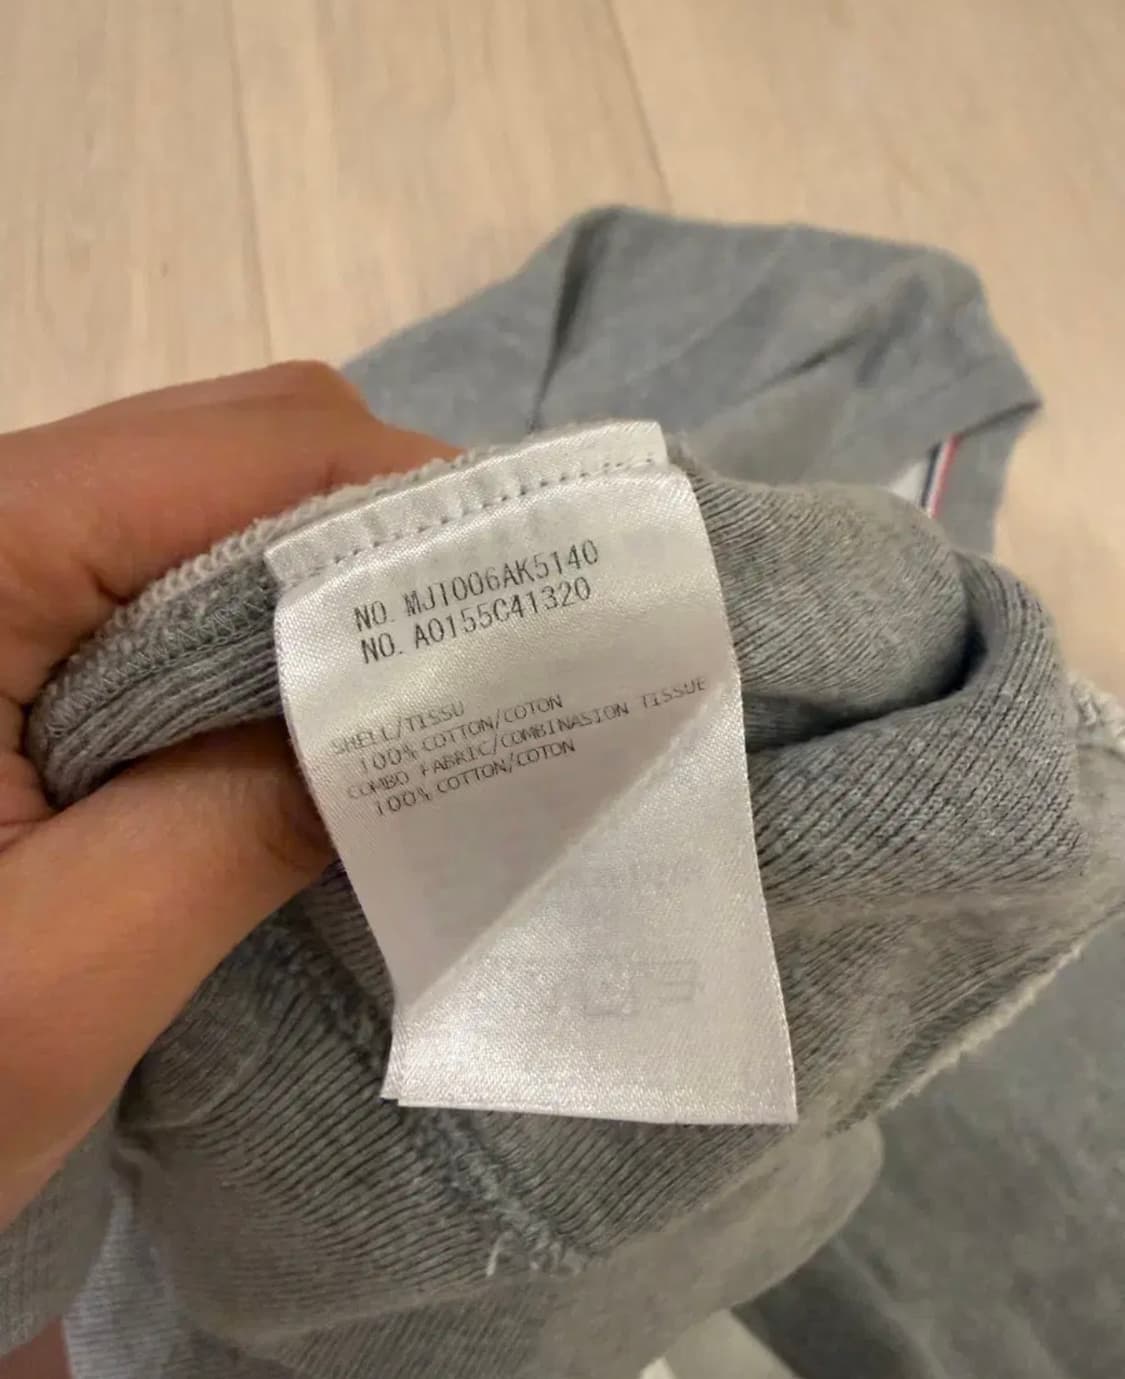 NO. MJT006AK5140
NO. A0155C41320
SHELL/TISSU
100% COTTON/COTON
COMBO FABRIC/COMBINASION TISSUE
100% COTTON/COTON